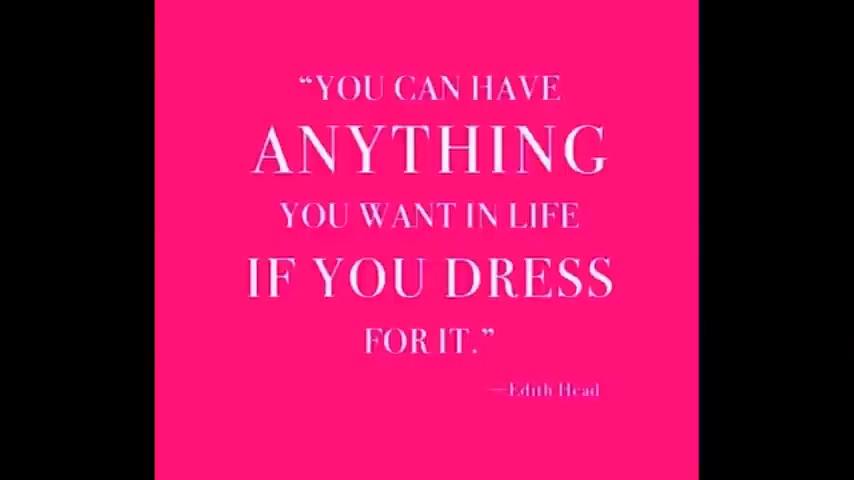 “YOU CAN HAVE
ANYTHING
YOU WANT IN LIFE
IF YOU DRESS
FOR IT.”
—Edith Head